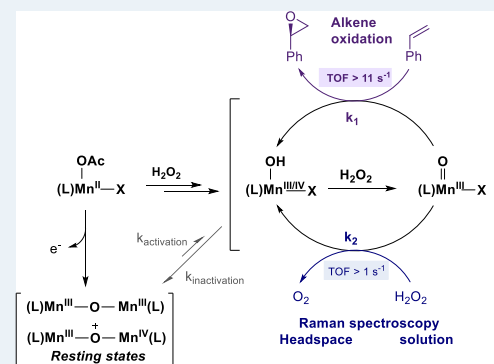 O
Alkene
oxidation
Ph
Ph
TOF > 11 s⁻¹
k₁
OAc
(L)Mnᴵᴵ—X
H₂O₂
OH
(L)Mnᴵᴵᴵ/ᴵⱽ—X
H₂O₂
O
(L)Mnᴵᴵᴵ—X
e⁻
kactivation
kinactivation
k₂
TOF > 1 s⁻¹
O₂
H₂O₂
(L)Mnᴵᴵᴵ—O—Mnᴵᴵᴵ(L)
+
(L)Mnᴵᴵᴵ—O—Mnᴵⱽ(L)
Resting states
Raman spectroscopy
Headspace solution